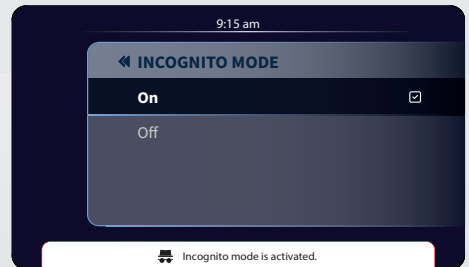 9:15 am
INCOGNITO MODE
On
Off
Incognito mode is activated.